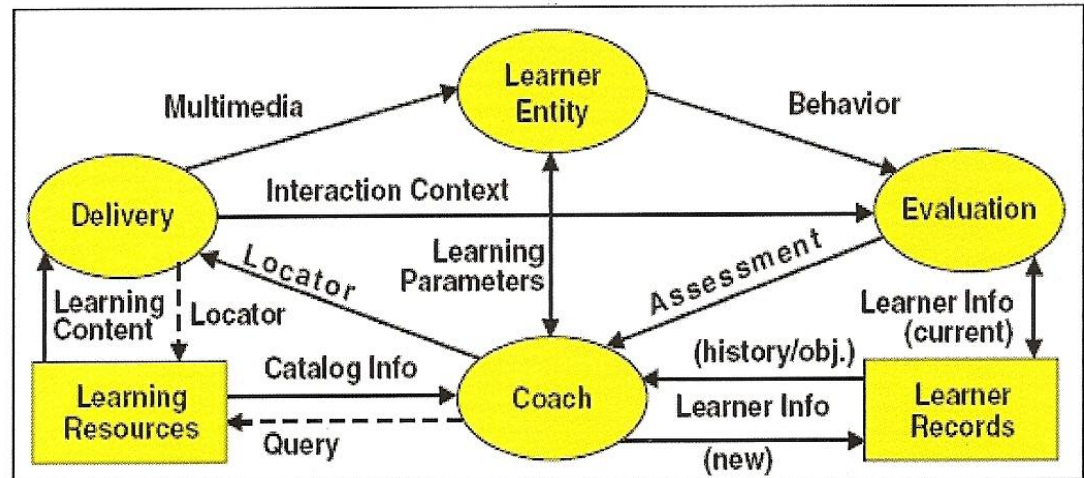 Learner
Entity
Multimedia
Behavior
Delivery
Interaction Context
Evaluation
Learning
Parameters
Locator
Assessment
Learning
Content
Locator
Learner Info
(current)
Learning
Resources
Catalog Info
Query
Coach
(history/obj.)
Learner Info
(new)
Learner
Records